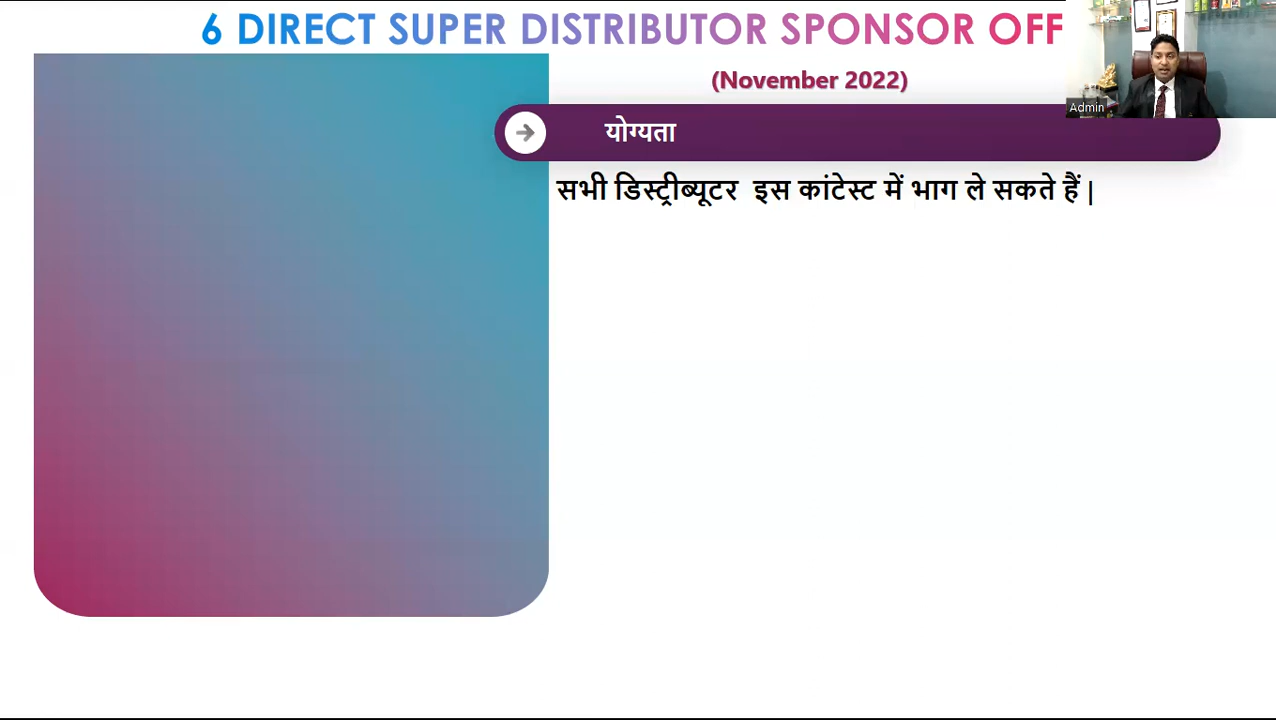 6 DIRECT SUPER DISTRIBUTOR SPONSOR OFF
(November 2022)
Admin
योग्यता
सभी डिस्ट्रीब्यूटर इस कांटेस्ट में भाग ले सकते हैं |